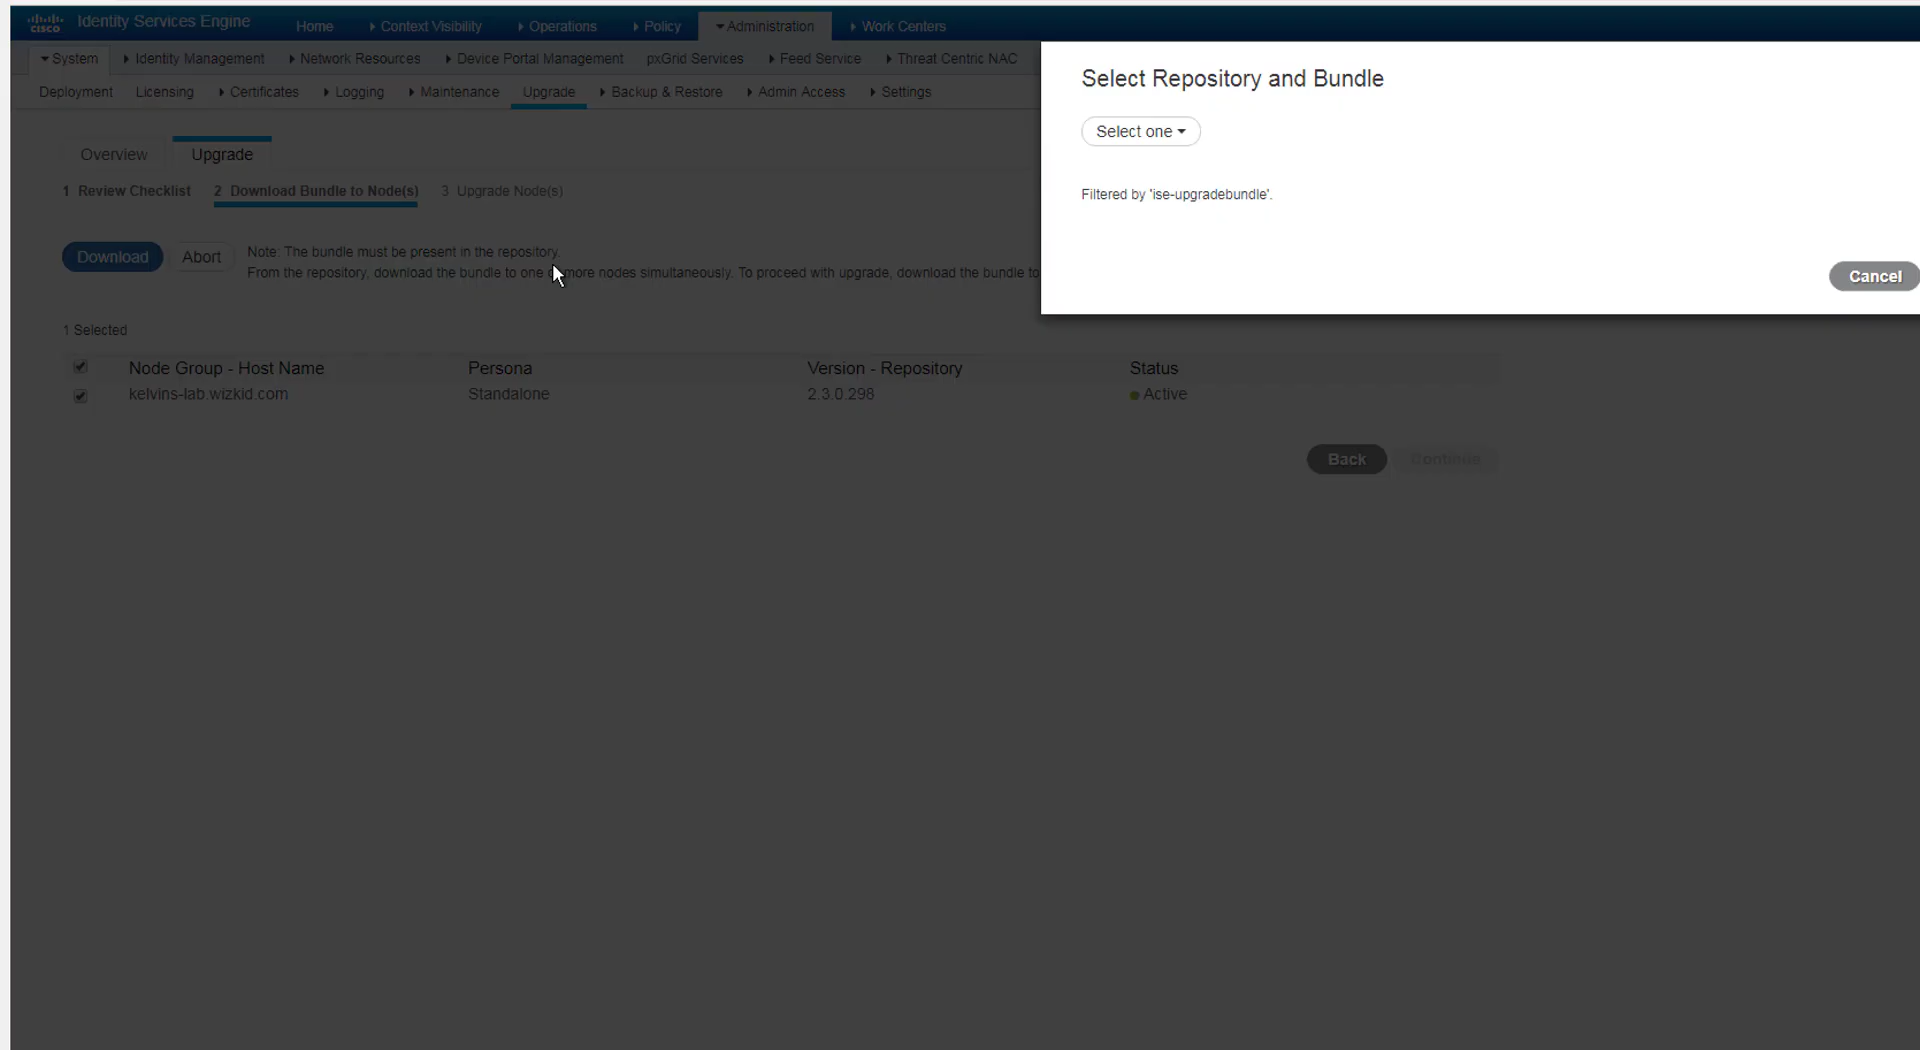 cisco Identity Services Engine Home Context Visibility Operations Policy Administration Work Centers
System Identity Management Network Resources Device Portal Management pxGrid Services Feed Service Threat Centric NAC
Deployment Licensing Certificates Logging Maintenance Upgrade Backup & Restore Admin Access Settings
Select Repository and Bundle
Select one
Filtered by 'ise-upgradebundle'.
Cancel
Overview Upgrade
1 Review Checklist 2 Download Bundle to Node(s) 3 Upgrade Node(s)
Download Abort Note: The bundle must be present in the repository.
From the repository, download the bundle to one more nodes simultaneously. To proceed with upgrade, download the bundle to
1 Selected
Node Group - Host Name Persona Version - Repository Status
kelvins-lab.wizkid.com Standalone 2.3.0.298 Active
Back Continue